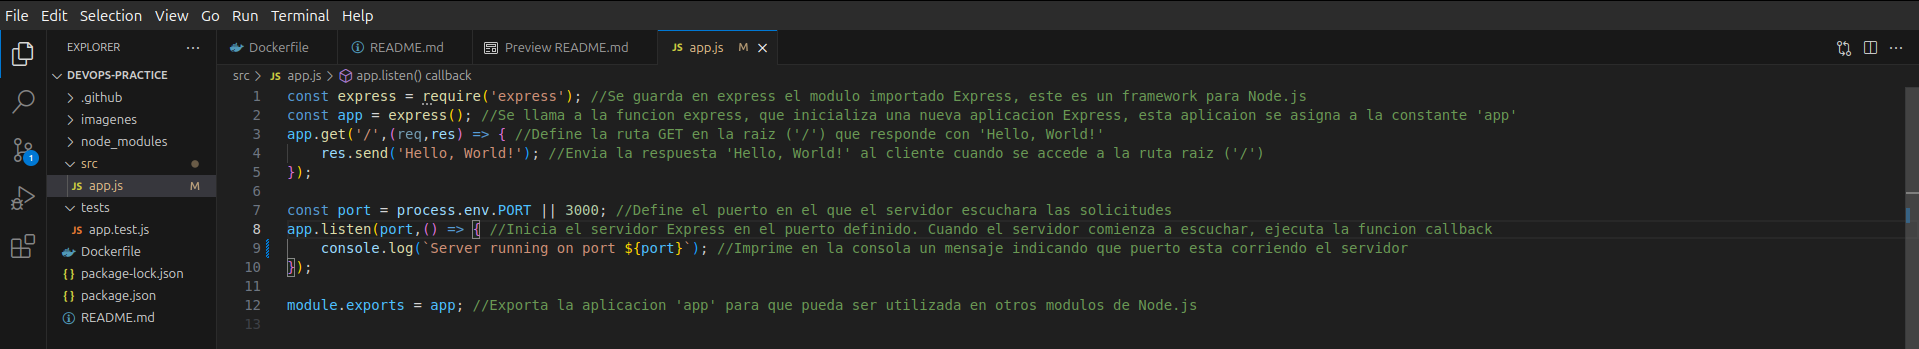 File Edit Selection View Go Run Terminal Help
EXPLORER ···
Dockerfile README.md Preview README.md JS app.js M
DEVOPS-PRACTICE
.github
imagenes
node_modules
src
JS app.js M
tests
JS app.test.js
Dockerfile
{} package-lock.json
{} package.json
README.md
1
src > JS app.js > app.listen() callback
1 const express = require('express'); //Se guarda en express el modulo importado Express, este es un framework para Node.js
2 const app = express(); //Se llama a la funcion express, que inicializa una nueva aplicacion Express, esta aplicaion se asigna a la constante 'app'
3 app.get('/',(req,res) => { //Define la ruta GET en la raiz ('/') que responde con 'Hello, World!'
4 res.send('Hello, World!'); //Envia la respuesta 'Hello, World!' al cliente cuando se accede a la ruta raiz ('/')
5 });
6
7 const port = process.env.PORT || 3000; //Define el puerto en el que el servidor escuchara las solicitudes
8 app.listen(port,() => { //Inicia el servidor Express en el puerto definido. Cuando el servidor comienza a escuchar, ejecuta la funcion callback
9 console.log(`Server running on port ${port}`); //Imprime en la consola un mensaje indicando que puerto esta corriendo el servidor
10 });
11
12 module.exports = app; //Exporta la aplicacion 'app' para que pueda ser utilizada en otros modulos de Node.js
13